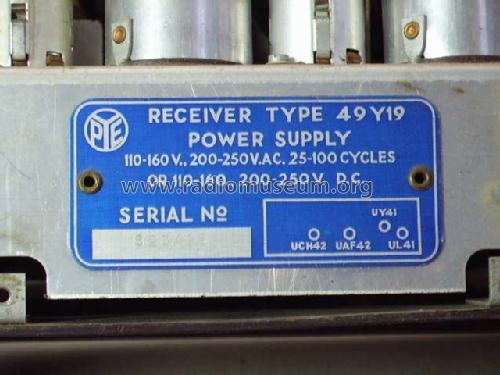 PYE
RECEIVER TYPE 49Y19
POWER SUPPLY
110-160 V., 200-250 V. AC. 25-100 CYCLES
OR 110-160 200-250 V. D.C.
www.radiomuseum.org
SERIAL Nº
UY41
UCH42 UAF42 UL41